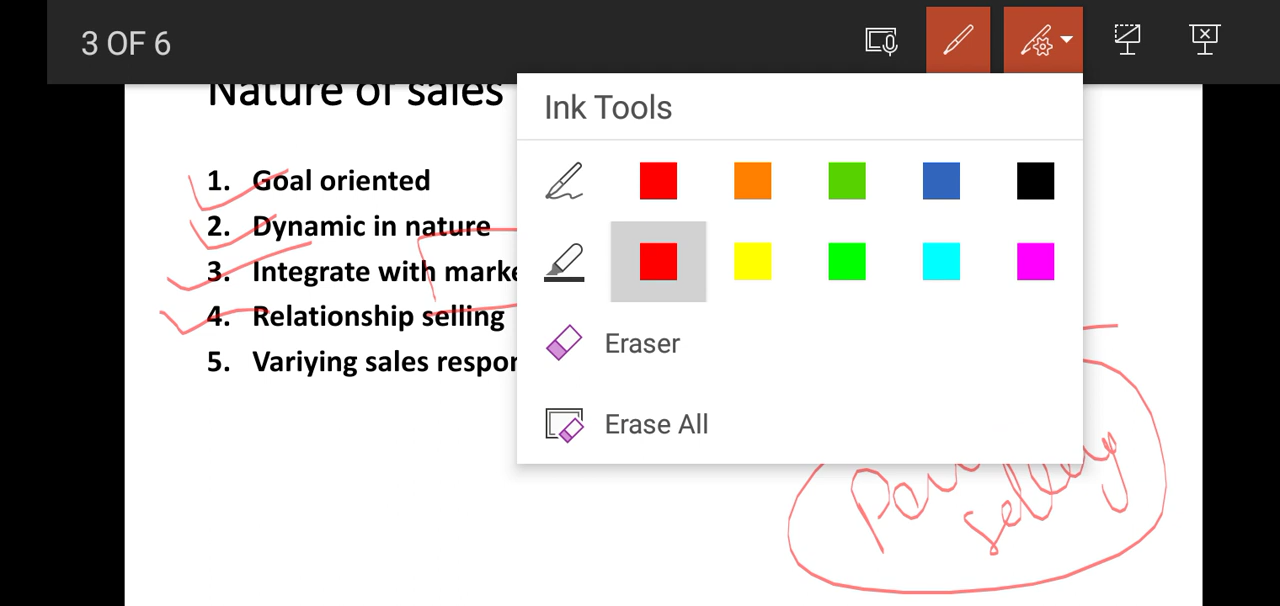 3 OF 6
Nature of sales
Ink Tools
1. Goal oriented
2. Dynamic in nature
3. Integrate with marke
4. Relationship selling
5. Variying sales respon
Eraser
Erase All
selling